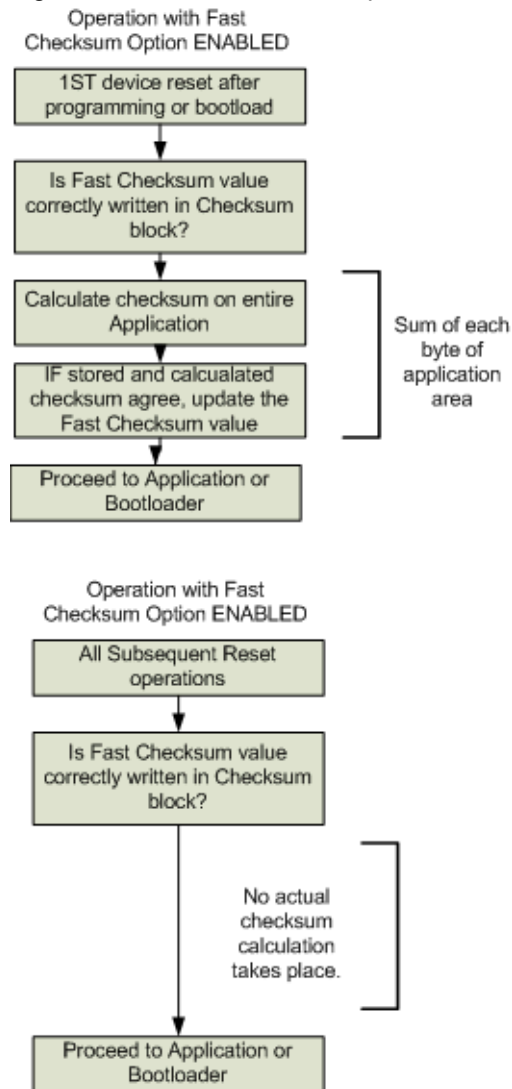 Operation with Fast
Checksum Option ENABLED
1ST device reset after
programming or bootload
Is Fast Checksum value
correctly written in Checksum
block?
Calculate checksum on entire
Application
IF stored and calcualated
checksum agree, update the
Fast Checksum value
Sum of each
byte of
application
area
Proceed to Application or
Bootloader
Operation with Fast
Checksum Option ENABLED
All Subsequent Reset
operations
Is Fast Checksum value
correctly written in Checksum
block?
No actual
checksum
calculation
takes place.
Proceed to Application or
Bootloader